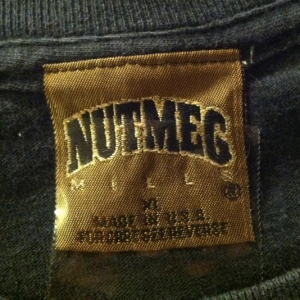 NUTMEG
MILLS ®
XL
MADE IN U.S.A.
FOR CARE SEE REVERSE